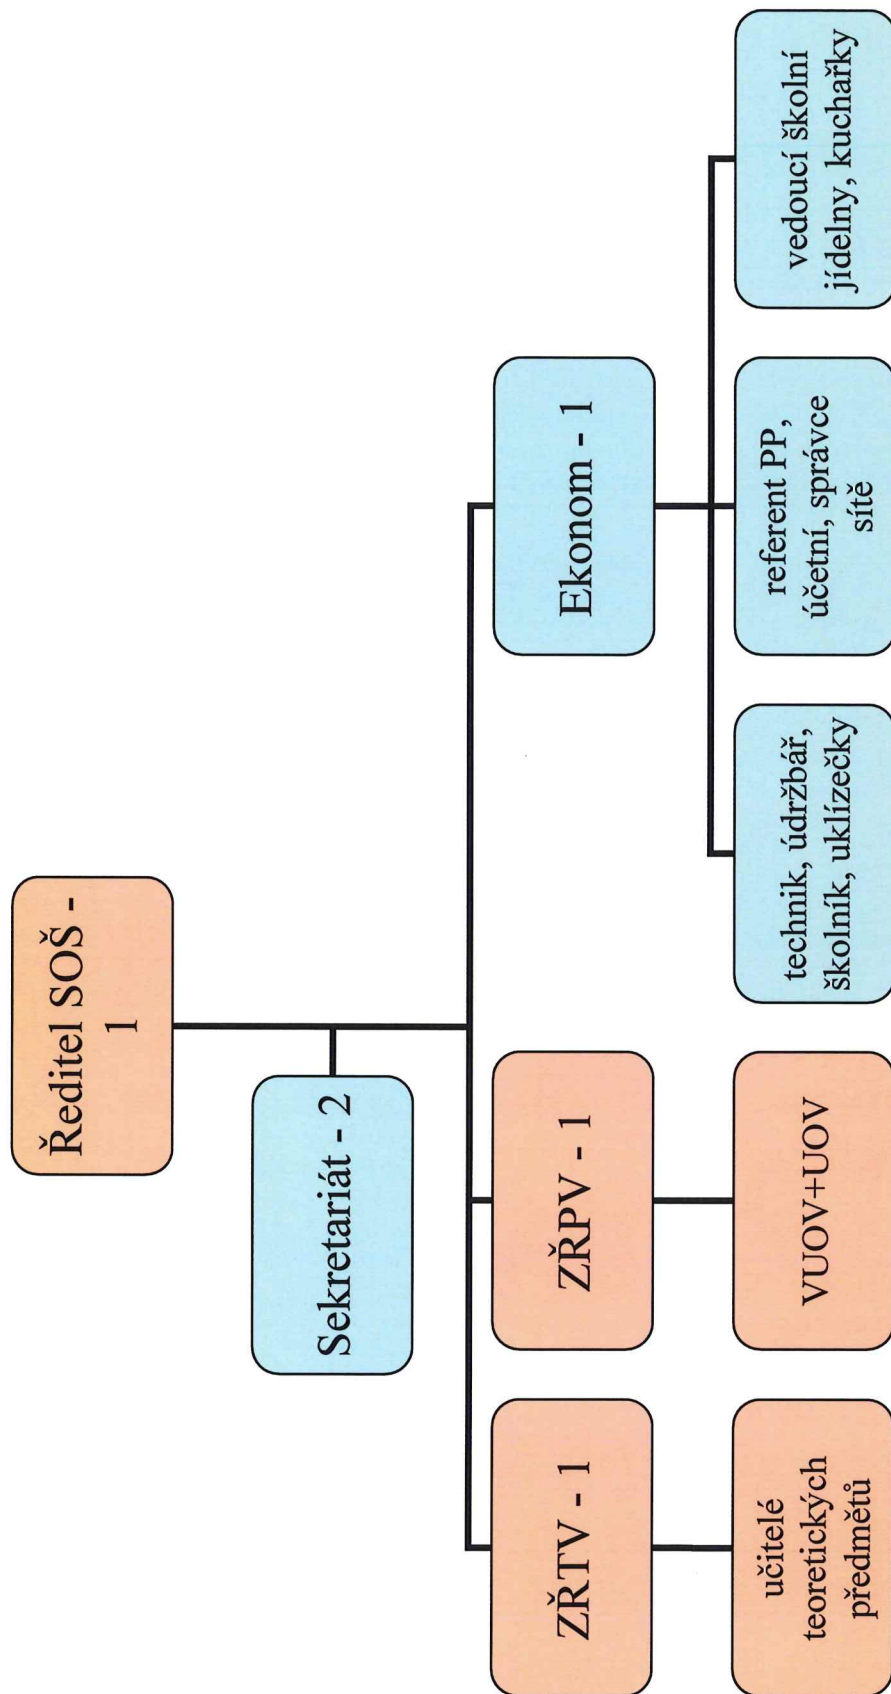 Ředitel SOŠ -
1
Sekretariát - 2
ZŘTV - 1
ZŘPV - 1
Ekonom - 1
učitelé
teoretických
předmětů
VUOV+UOV
technik, údržbář,
školník, uklízečky
referent PP,
účetní, správce
sítě
vedoucí školní
jídelny, kuchařky